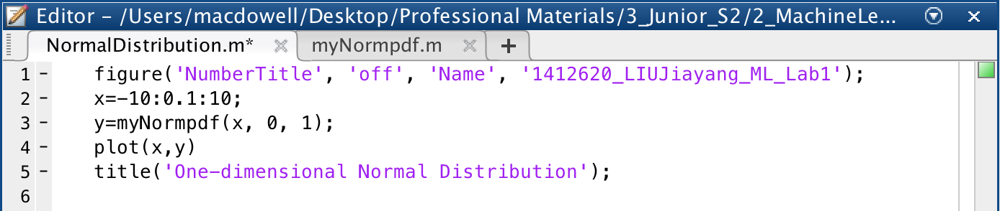 Editor – /Users/macdowell/Desktop/Professional Materials/3_Junior_S2/2_MachineLe...
NormalDistribution.m* myNormpdf.m +
1 – figure('NumberTitle', 'off', 'Name', '1412620_LIUJiayang_ML_Lab1');
2 – x=-10:0.1:10;
3 – y=myNormpdf(x, 0, 1);
4 – plot(x,y)
5 – title('One-dimensional Normal Distribution');
6